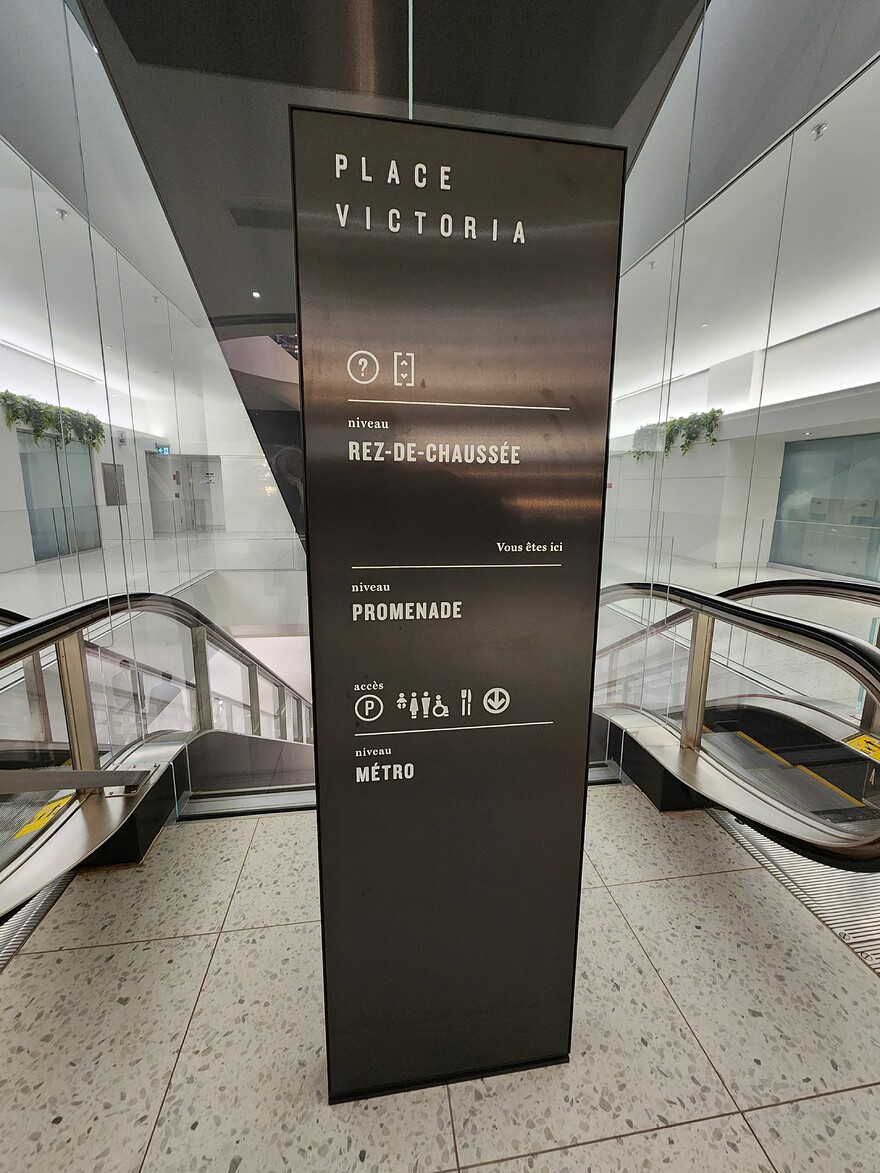 PLACE
VICTORIA
?
niveau
REZ-DE-CHAUSSÉE
Vous êtes ici
niveau
PROMENADE
accès
P
niveau
MÉTRO